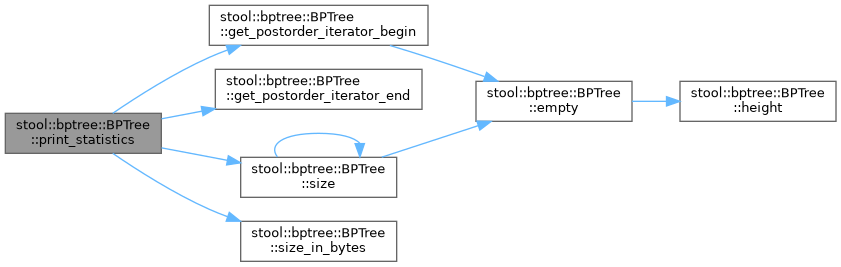 stool::bptree::BPTree
::print_statistics
stool::bptree::BPTree
::get_postorder_iterator_begin
stool::bptree::BPTree
::get_postorder_iterator_end
stool::bptree::BPTree
::size
stool::bptree::BPTree
::size_in_bytes
stool::bptree::BPTree
::empty
stool::bptree::BPTree
::height